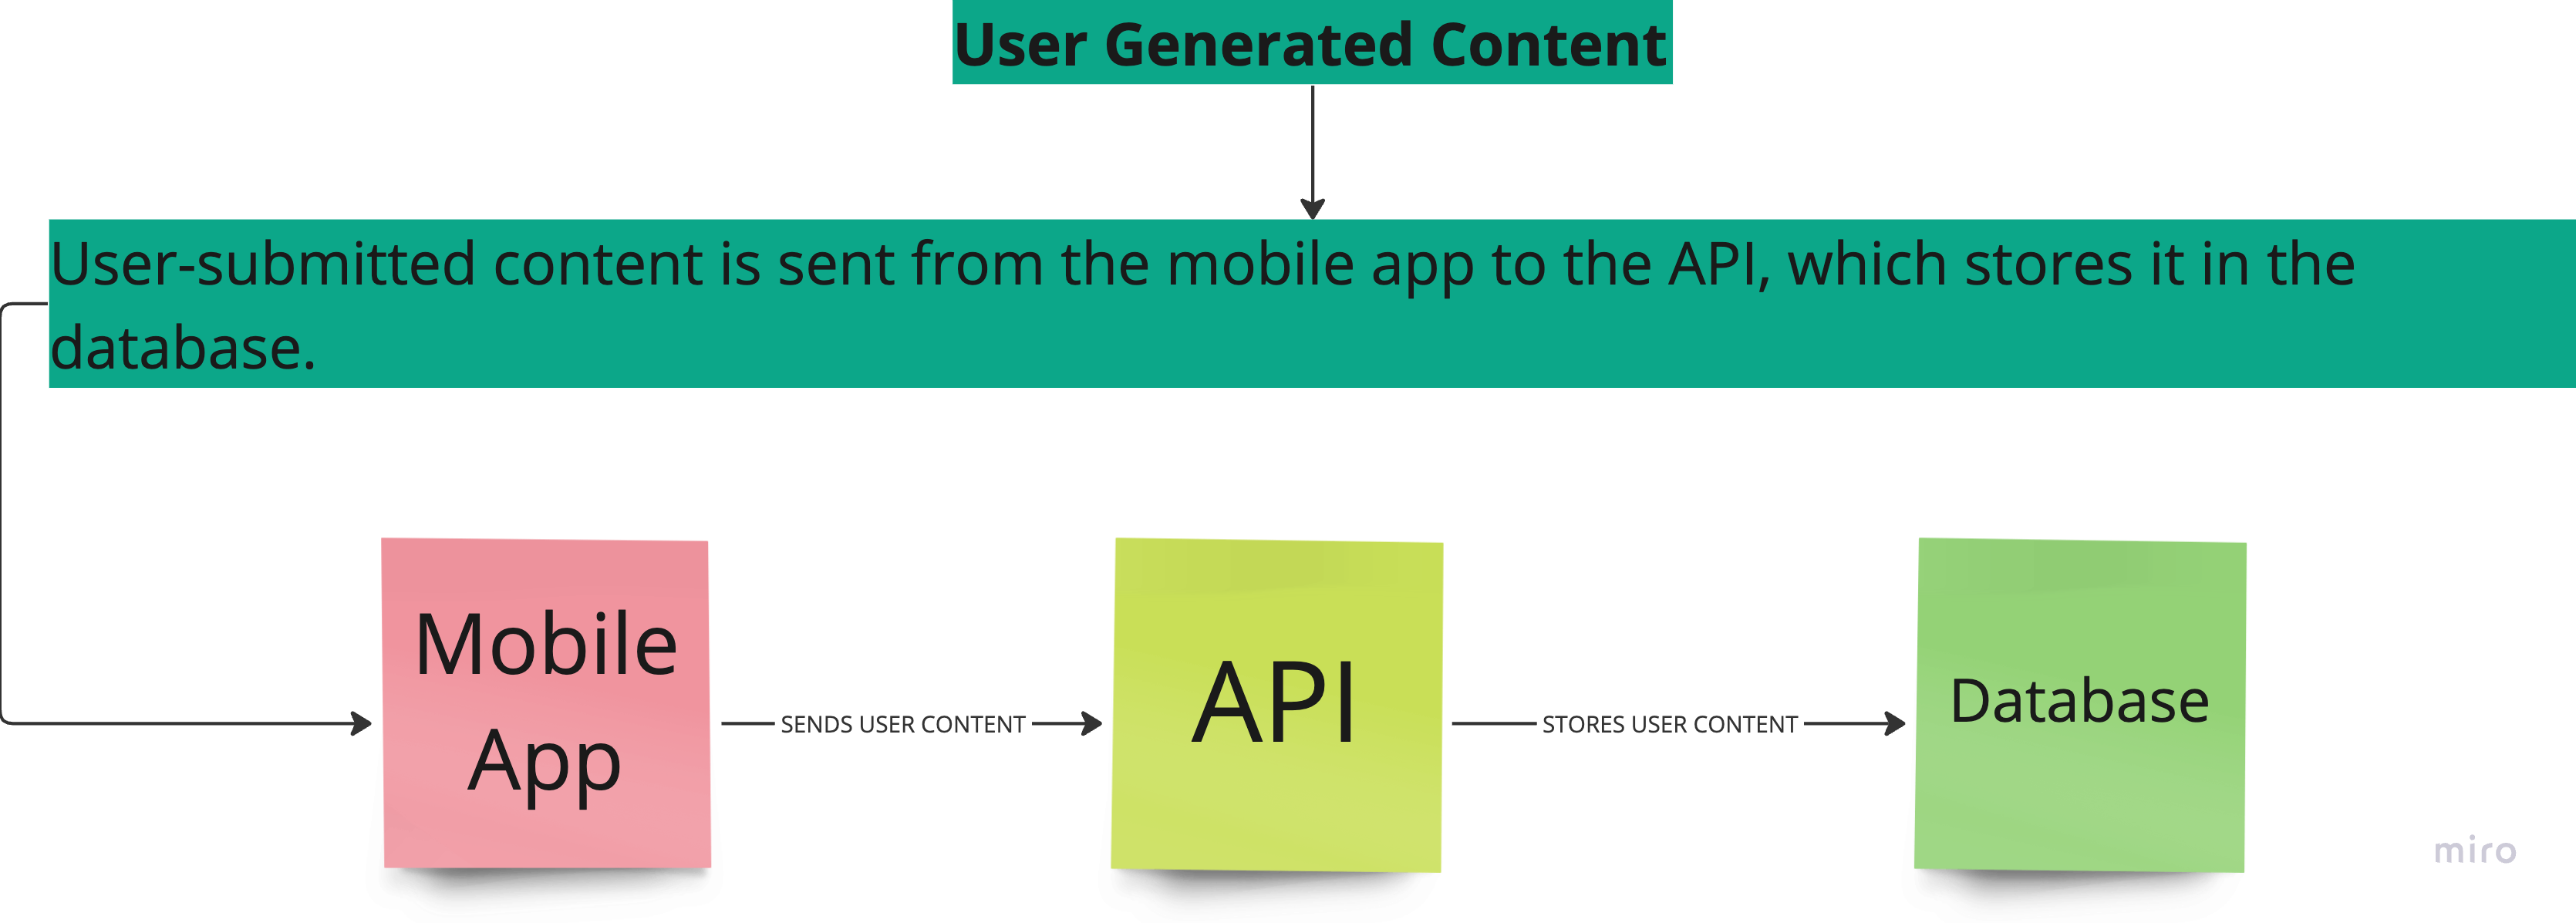 User Generated Content
User-submitted content is sent from the mobile app to the API, which stores it in the
database.
Mobile
App
SENDS USER CONTENT
API
STORES USER CONTENT
Database
miro